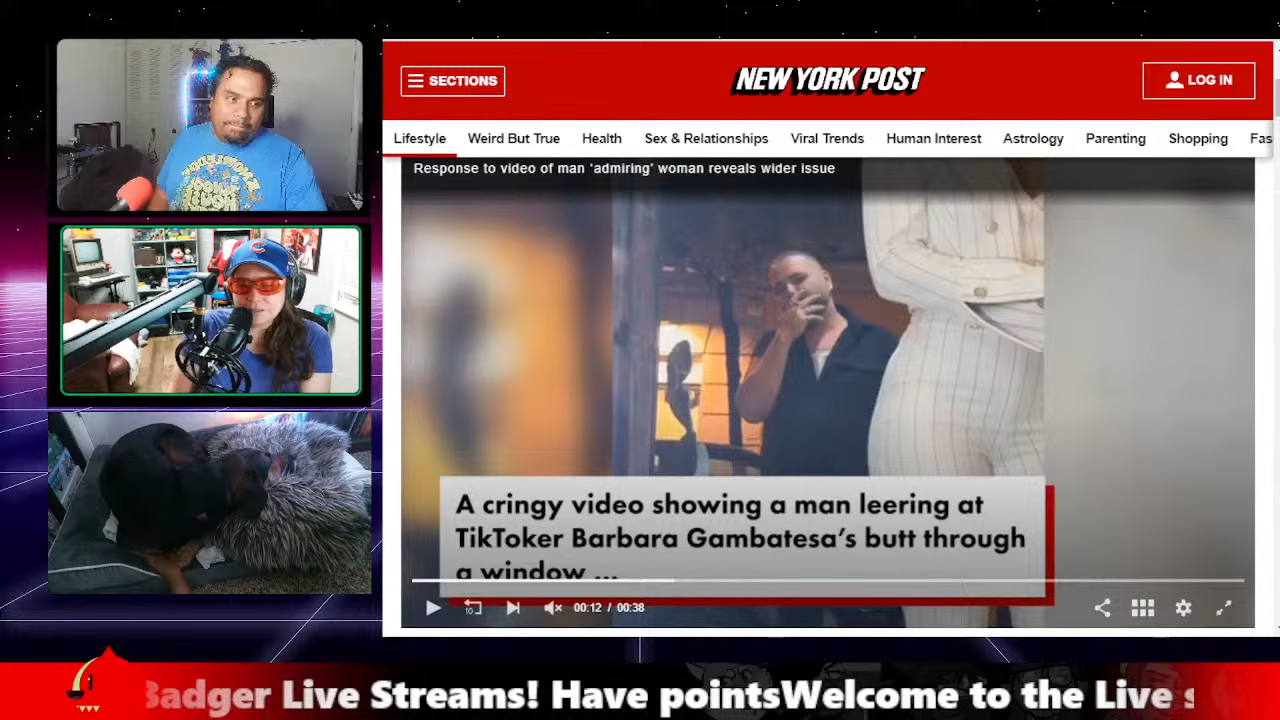 SECTIONS
NEW YORK POST
LOG IN
Lifestyle Weird But True Health Sex & Relationships Viral Trends Human Interest Astrology Parenting Shopping Fas
Response to video of man 'admiring' woman reveals wider issue
A cringy video showing a man leering at
TikToker Barbara Gambatesa's butt through
a window ...
10
00:12 / 00:38
C
Badger Live Streams! Have pointsWelcome to the Live s